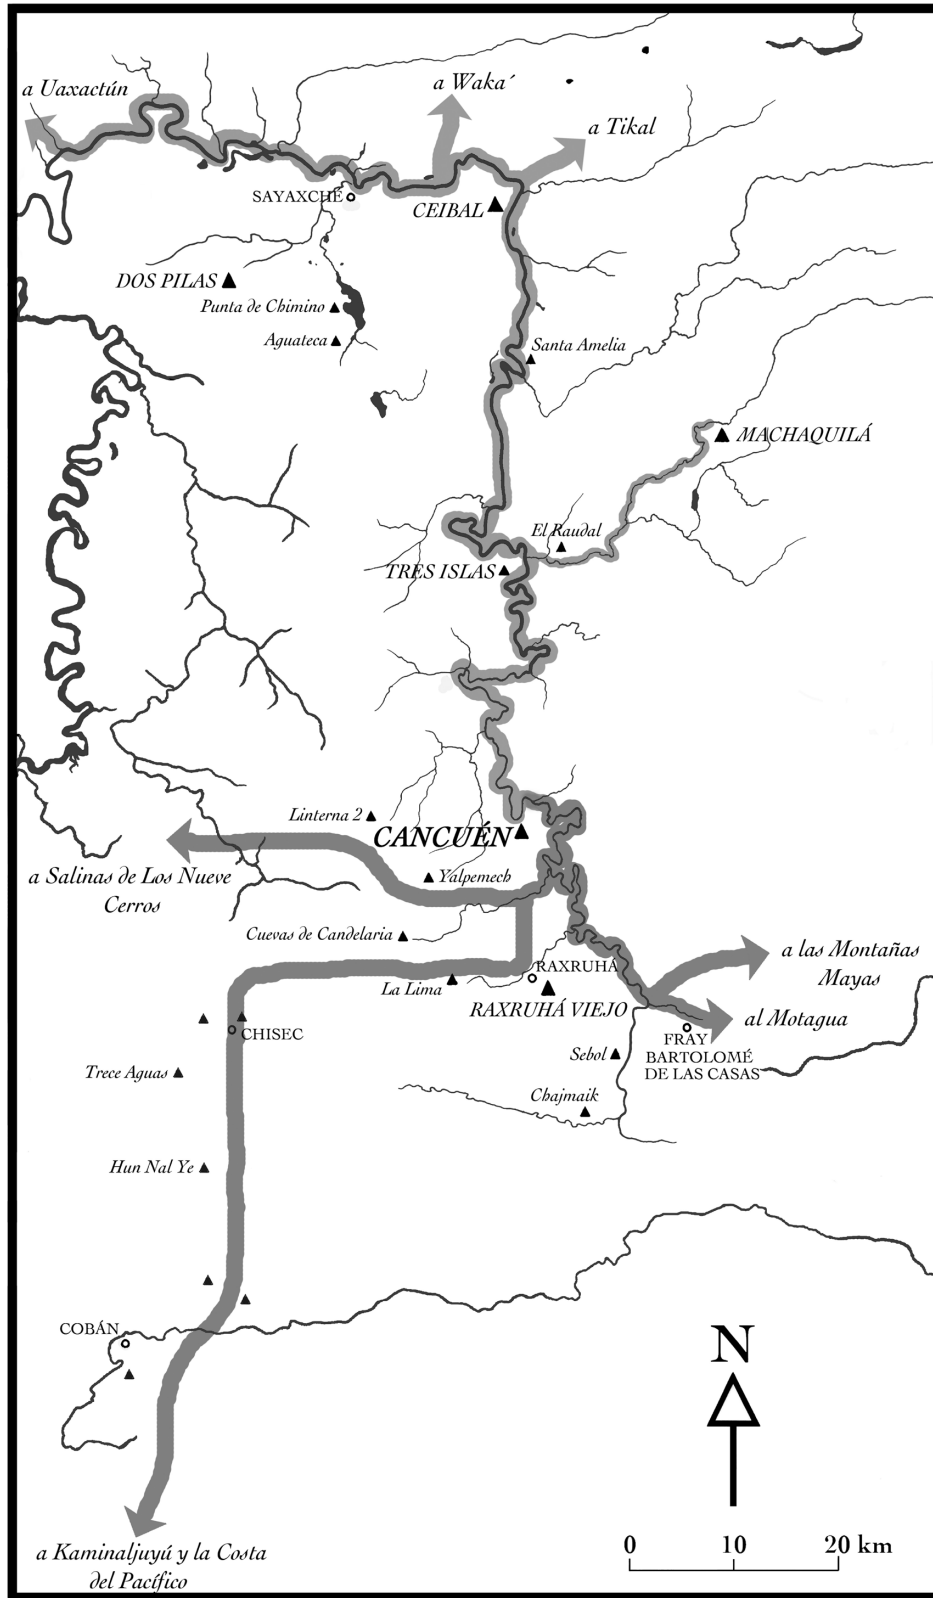 a Uaxactún
a Waka´
a Tikal
SAYAXCHÉ
CEIBAL
DOS PILAS
Punta de Chimino
Aguateca
Santa Amelia
MACHAQUILÁ
El Raudal
TRES ISLAS
Linterna 2
CANCUÉN
a Salinas de Los Nueve
Cerros
Yalpemech
Cuevas de Candelaria
a las Montañas
Mayas
RAXRUHÁ
La Lima
RAXRUHÁ VIEJO
al Motagua
CHISEC
FRAY
BARTOLOMÉ
DE LAS CASAS
Sebol
Trece Aguas
Chajmaik
Hun Nal Ye
COBÁN
N
a Kaminaljuyú y la Costa
del Pacífico
0 10 20 km